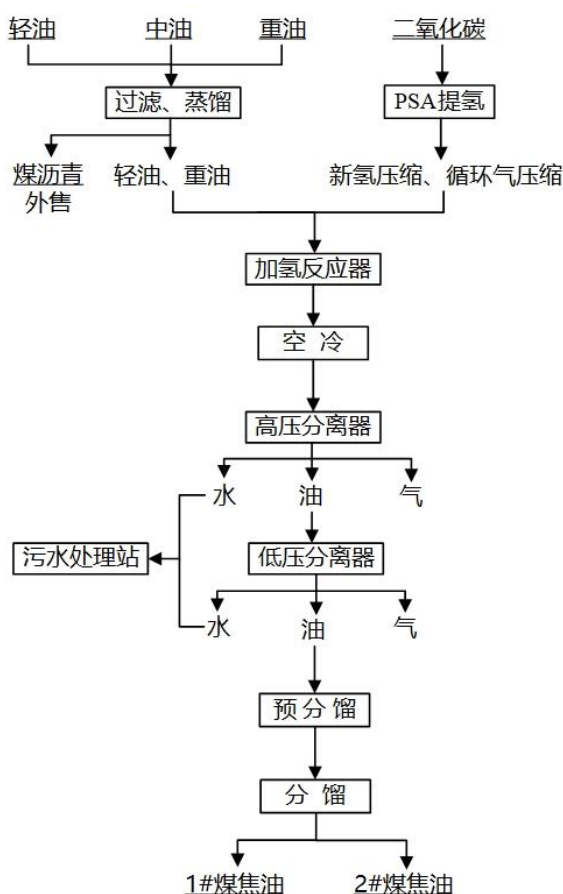 轻油 中油 重油 二氧化碳
过滤、蒸馏 PSA提氢
煤沥青 轻油、重油 新氢压缩、循环气压缩
外售
加氢反应器
空 冷
高压分离器
水 油 气
污水处理站 低压分离器
水 油 气
预分馏
分 馏
1#煤焦油 2#煤焦油